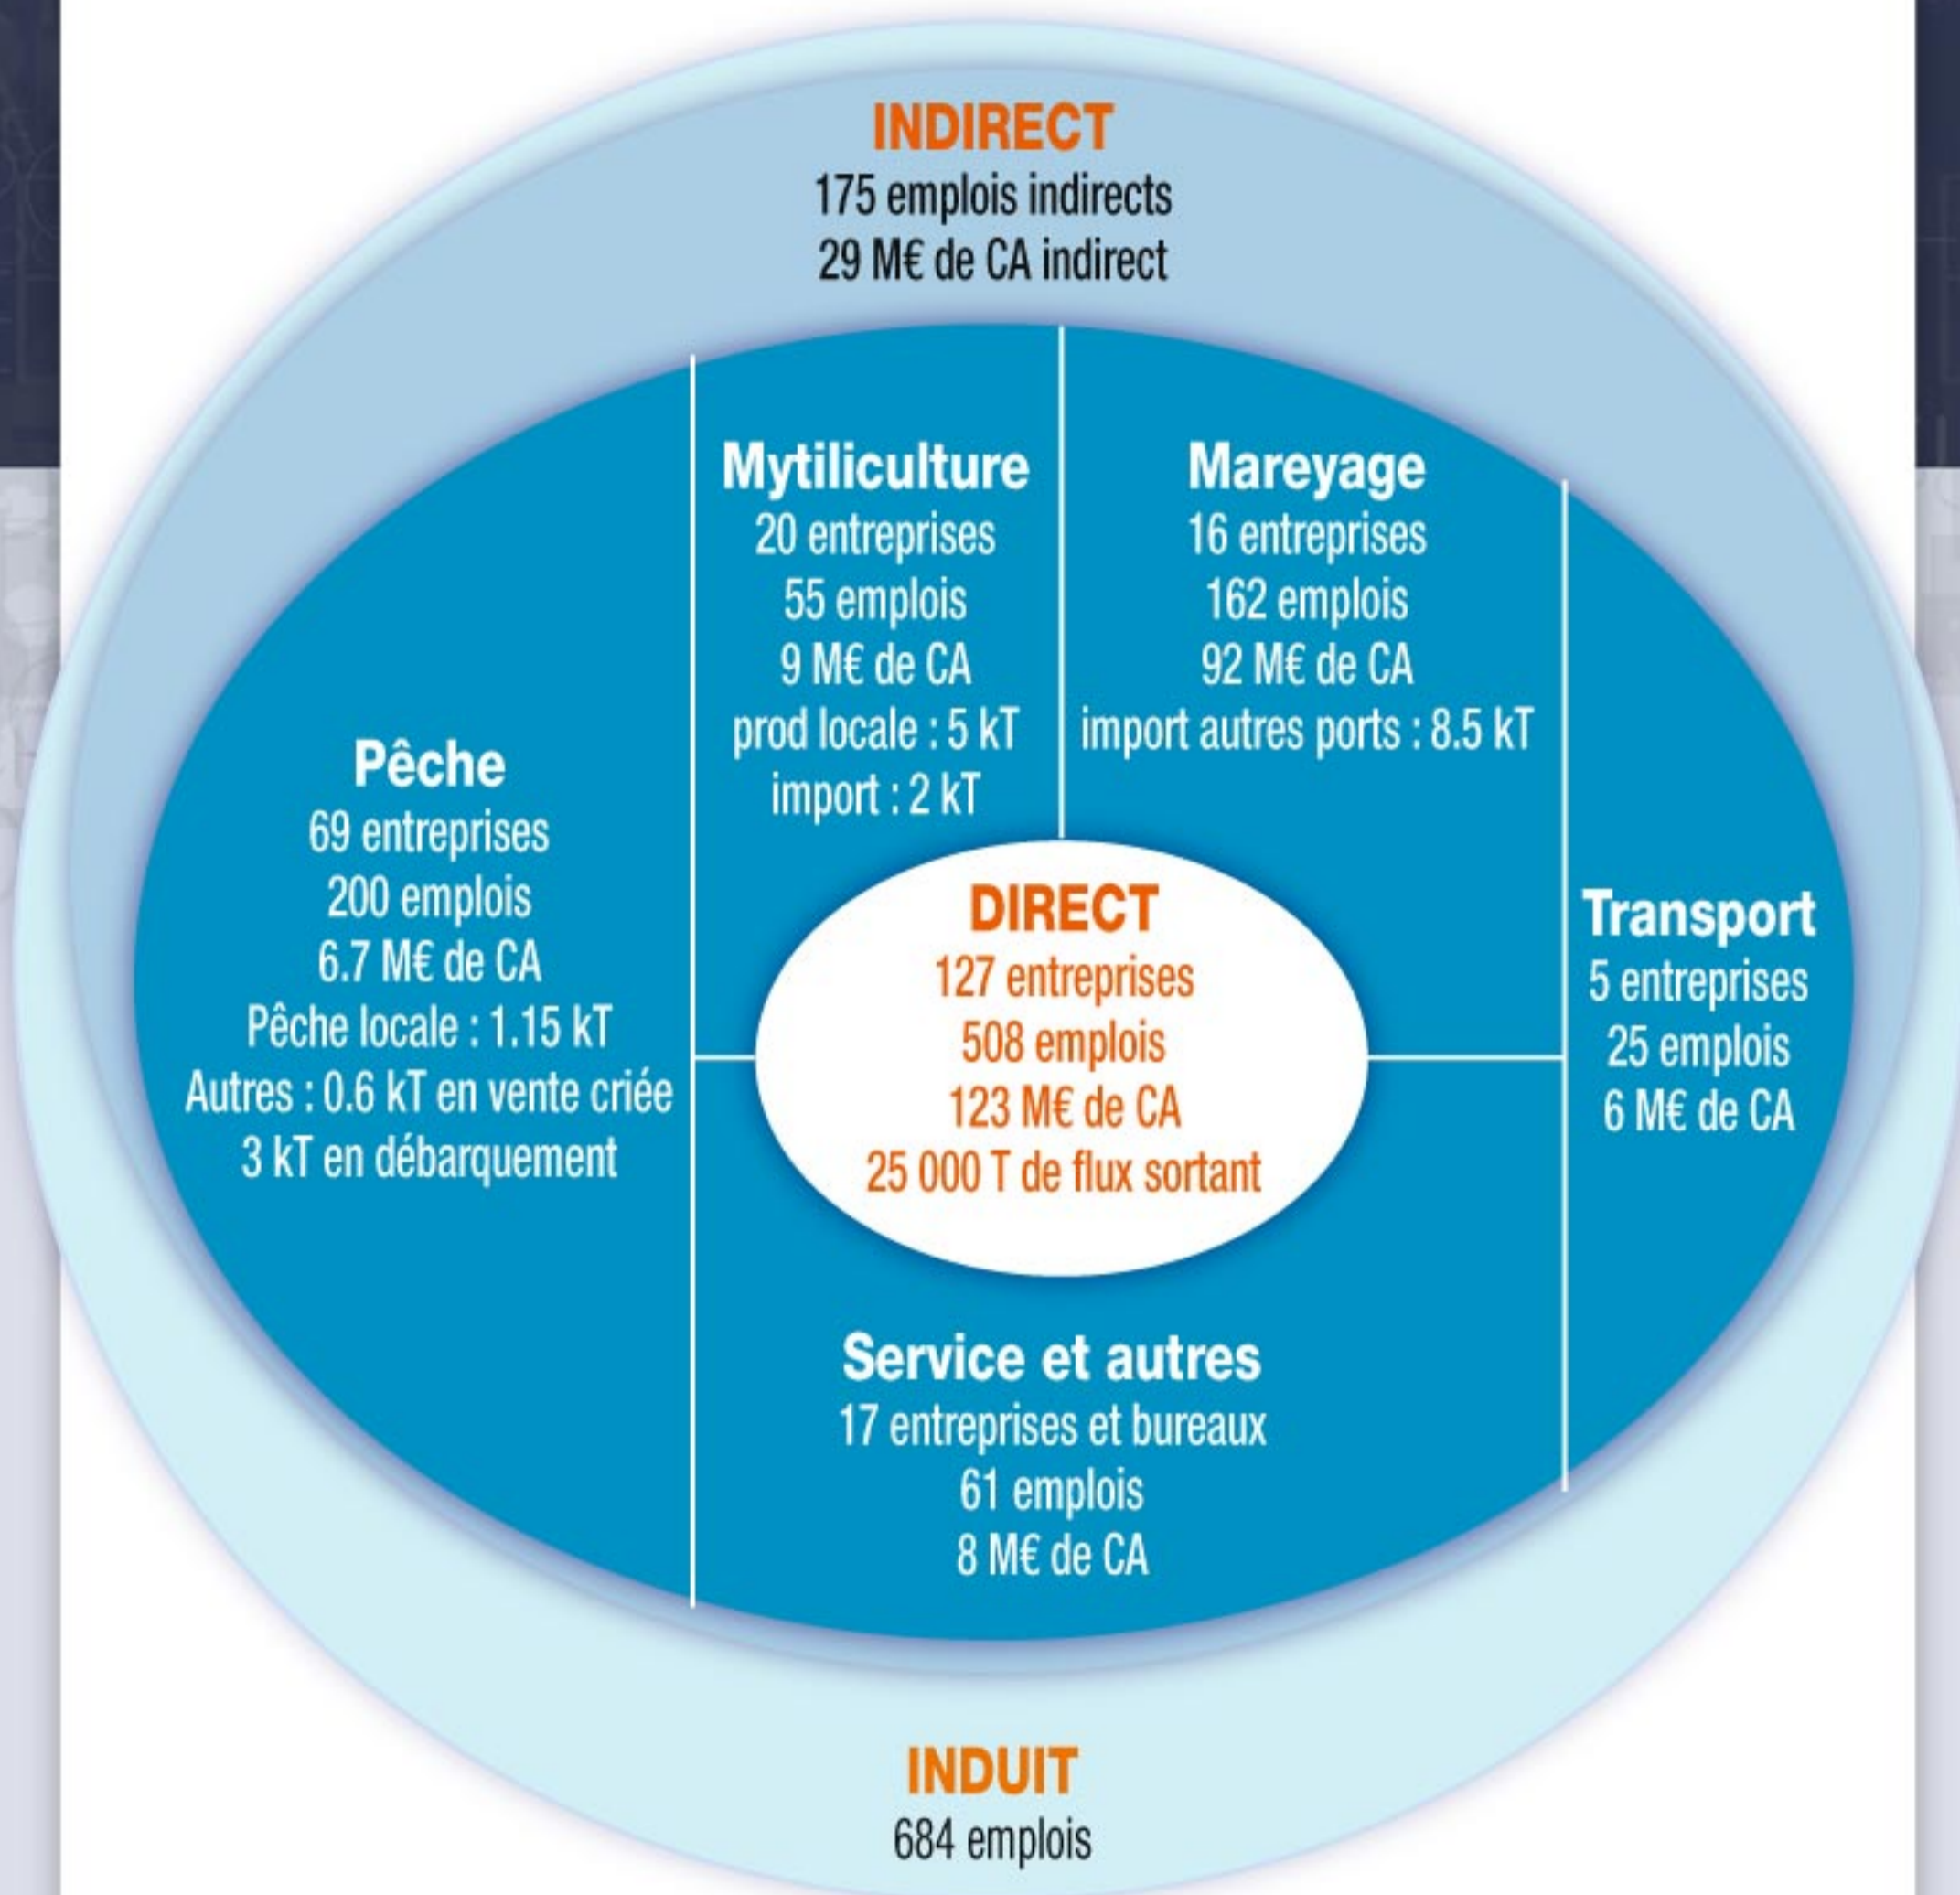 INDIRECT
175 emplois indirects
29 M€ de CA indirect
Mytiliculture
20 entreprises
55 emplois
9 M€ de CA
prod locale : 5 kT
import : 2 kT
Mareyage
16 entreprises
162 emplois
92 M€ de CA
import autres ports : 8.5 kT
Pêche
69 entreprises
200 emplois
6.7 M€ de CA
Pêche locale : 1.15 kT
Autres : 0.6 kT en vente criée
3 kT en débarquement
DIRECT
127 entreprises
508 emplois
123 M€ de CA
25 000 T de flux sortant
Transport
5 entreprises
25 emplois
6 M€ de CA
Service et autres
17 entreprises et bureaux
61 emplois
8 M€ de CA
INDUIT
684 emplois